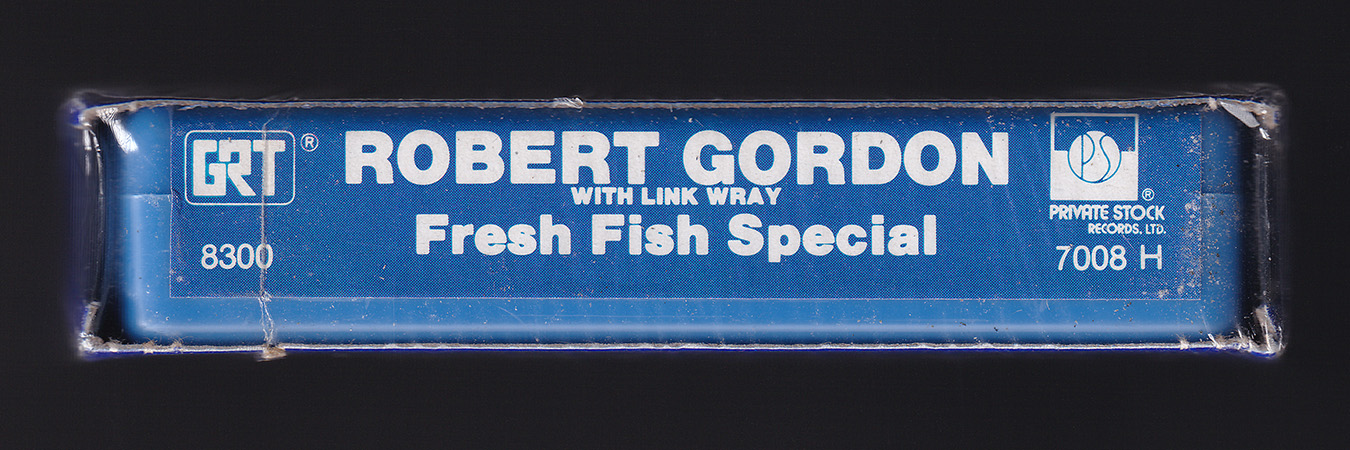 GRT ®
ROBERT GORDON
WITH LINK WRAY
Fresh Fish Special
8300
PS ®
PRIVATE STOCK
RECORDS, LTD.
7008 H